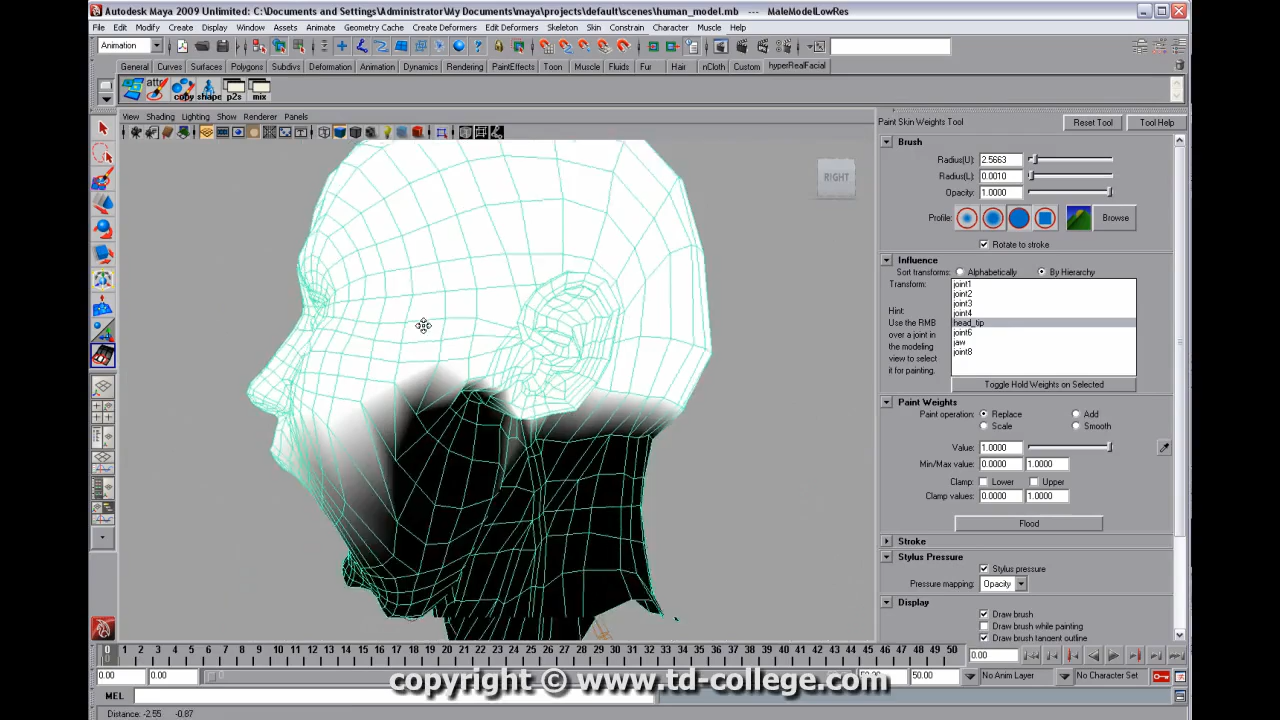 Autodesk Maya 2009 Unlimited: C:\Documents and Settings\Administrator\My Documents\maya\projects\default\scenes\human_model.mb --- MaleModelLowRes
File Edit Modify Create Display Window Assets Animate Geometry Cache Create Deformers Edit Deformers Skeleton Skin Constrain Character Muscle Help
Animation
General Curves Surfaces Polygons Subdivs Deformation Animation Dynamics Rendering PaintEffects Toon Muscle Fluids Fur Hair nCloth Custom hyperRealFacial
attr copy shape p2s mix
View Shading Lighting Show Renderer Panels
RIGHT
Paint Skin Weights Tool
Reset Tool Tool Help
Brush
Radius(U): 2.5663
Radius(L): 0.0010
Opacity: 1.0000
Profile: Browse
Rotate to stroke
Influence
Sort transforms: Alphabetically By Hierarchy
Transform: joint1
joint2
joint3
joint4
head_tip
joint6
jaw
joint8
Hint:
Use the RMB
over a joint in
the modeling
view to select
it for painting.
Toggle Hold Weights on Selected
Paint Weights
Paint operation: Replace Add
Scale Smooth
Value: 1.0000
Min/Max value: 0.0000 1.0000
Clamp: Lower Upper
Clamp values: 0.0000 1.0000
Flood
Stroke
Stylus Pressure
Stylus pressure
Pressure mapping: Opacity
Display
Draw brush
Draw brush while painting
Draw brush tangent outline
0 1 2 3 4 5 6 7 8 9 10 11 12 13 14 15 16 17 18 19 20 21 22 23 24 25 26 27 28 29 30 31 32 33 34 35 36 37 38 39 40 41 42 43 44 45 46 47 48 49 50
0.00
0.00 0.00 50.00 50.00 No Anim Layer No Character Set
copyright © www.td-college.com
MEL
Distance: -2.55 -0.87